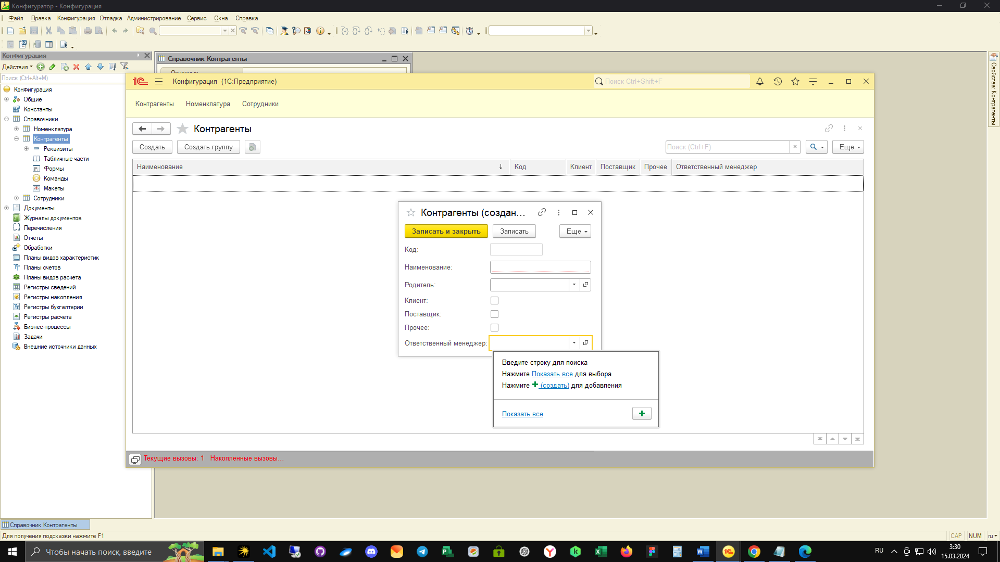 Конфигуратор - Конфигурация
Файл Правка Конфигурация Отладка Администрирование Сервис Окна Справка
Конфигурация
Действия
Поиск (Ctrl+Alt+M)
Конфигурация
Общие
Константы
Справочники
Номенклатура
Контрагенты
Реквизиты
Табличные части
Формы
Команды
Макеты
Сотрудники
Документы
Журналы документов
Перечисления
Отчеты
Обработки
Планы видов характеристик
Планы счетов
Планы видов расчета
Регистры сведений
Регистры накопления
Регистры бухгалтерии
Регистры расчета
Бизнес-процессы
Задачи
Внешние источники данных
Справочник Контрагенты
Основные
Свойства: Контрагенты
Конфигурация (1С:Предприятие)
Поиск Ctrl+Shift+F
Контрагенты Номенклатура Сотрудники
Контрагенты
Создать Создать группу Поиск (Ctrl+F) Еще
Наименование Код Клиент Поставщик Прочее Ответственный менеджер
Контрагенты (создан...
Записать и закрыть Записать Еще
Код:
Наименование:
Родитель:
Клиент:
Поставщик:
Прочее:
Ответственный менеджер:
Введите строку для поиска
Нажмите Показать все для выбора
Нажмите + (создать) для добавления
Показать все
Текущие вызовы: 1 Накопленные вызовы...
Справочник Контрагенты
Для получения подсказки нажмите F1
CAP NUM ru
Чтобы начать поиск, введите
RU
3:30
15.03.2024